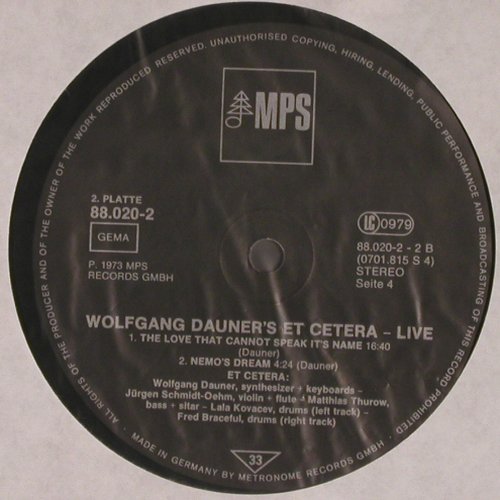 ALL RIGHTS OF THE PRODUCER AND OF THE OWNER OF THE WORK REPRODUCED RESERVED. UNAUTHORISED COPYING, HIRING, LENDING, PUBLIC PERFORMANCE AND BROADCASTING OF THIS RECORD PROHIBITED ·
MPS
2. PLATTE
88.020-2
GEMA
P. 1973 MPS
RECORDS GMBH
LC 0979
88.020-2 - 2 B
(0701.815 S 4)
STEREO
Seite 4
WOLFGANG DAUNER'S ET CETERA – LIVE
1. THE LOVE THAT CANNOT SPEAK IT'S NAME 16:40
(Dauner)
2. NEMO'S DREAM 4:24 (Dauner)
ET CETERA:
Wolfgang Dauner, synthesizer + keyboards –
Jürgen Schmidt-Oehm, violin + flute – Matthias Thurow,
bass + sitar – Lala Kovacev, drums (left track) –
Fred Braceful, drums (right track)
33
MADE IN GERMANY BY METRONOME RECORDS GMBH